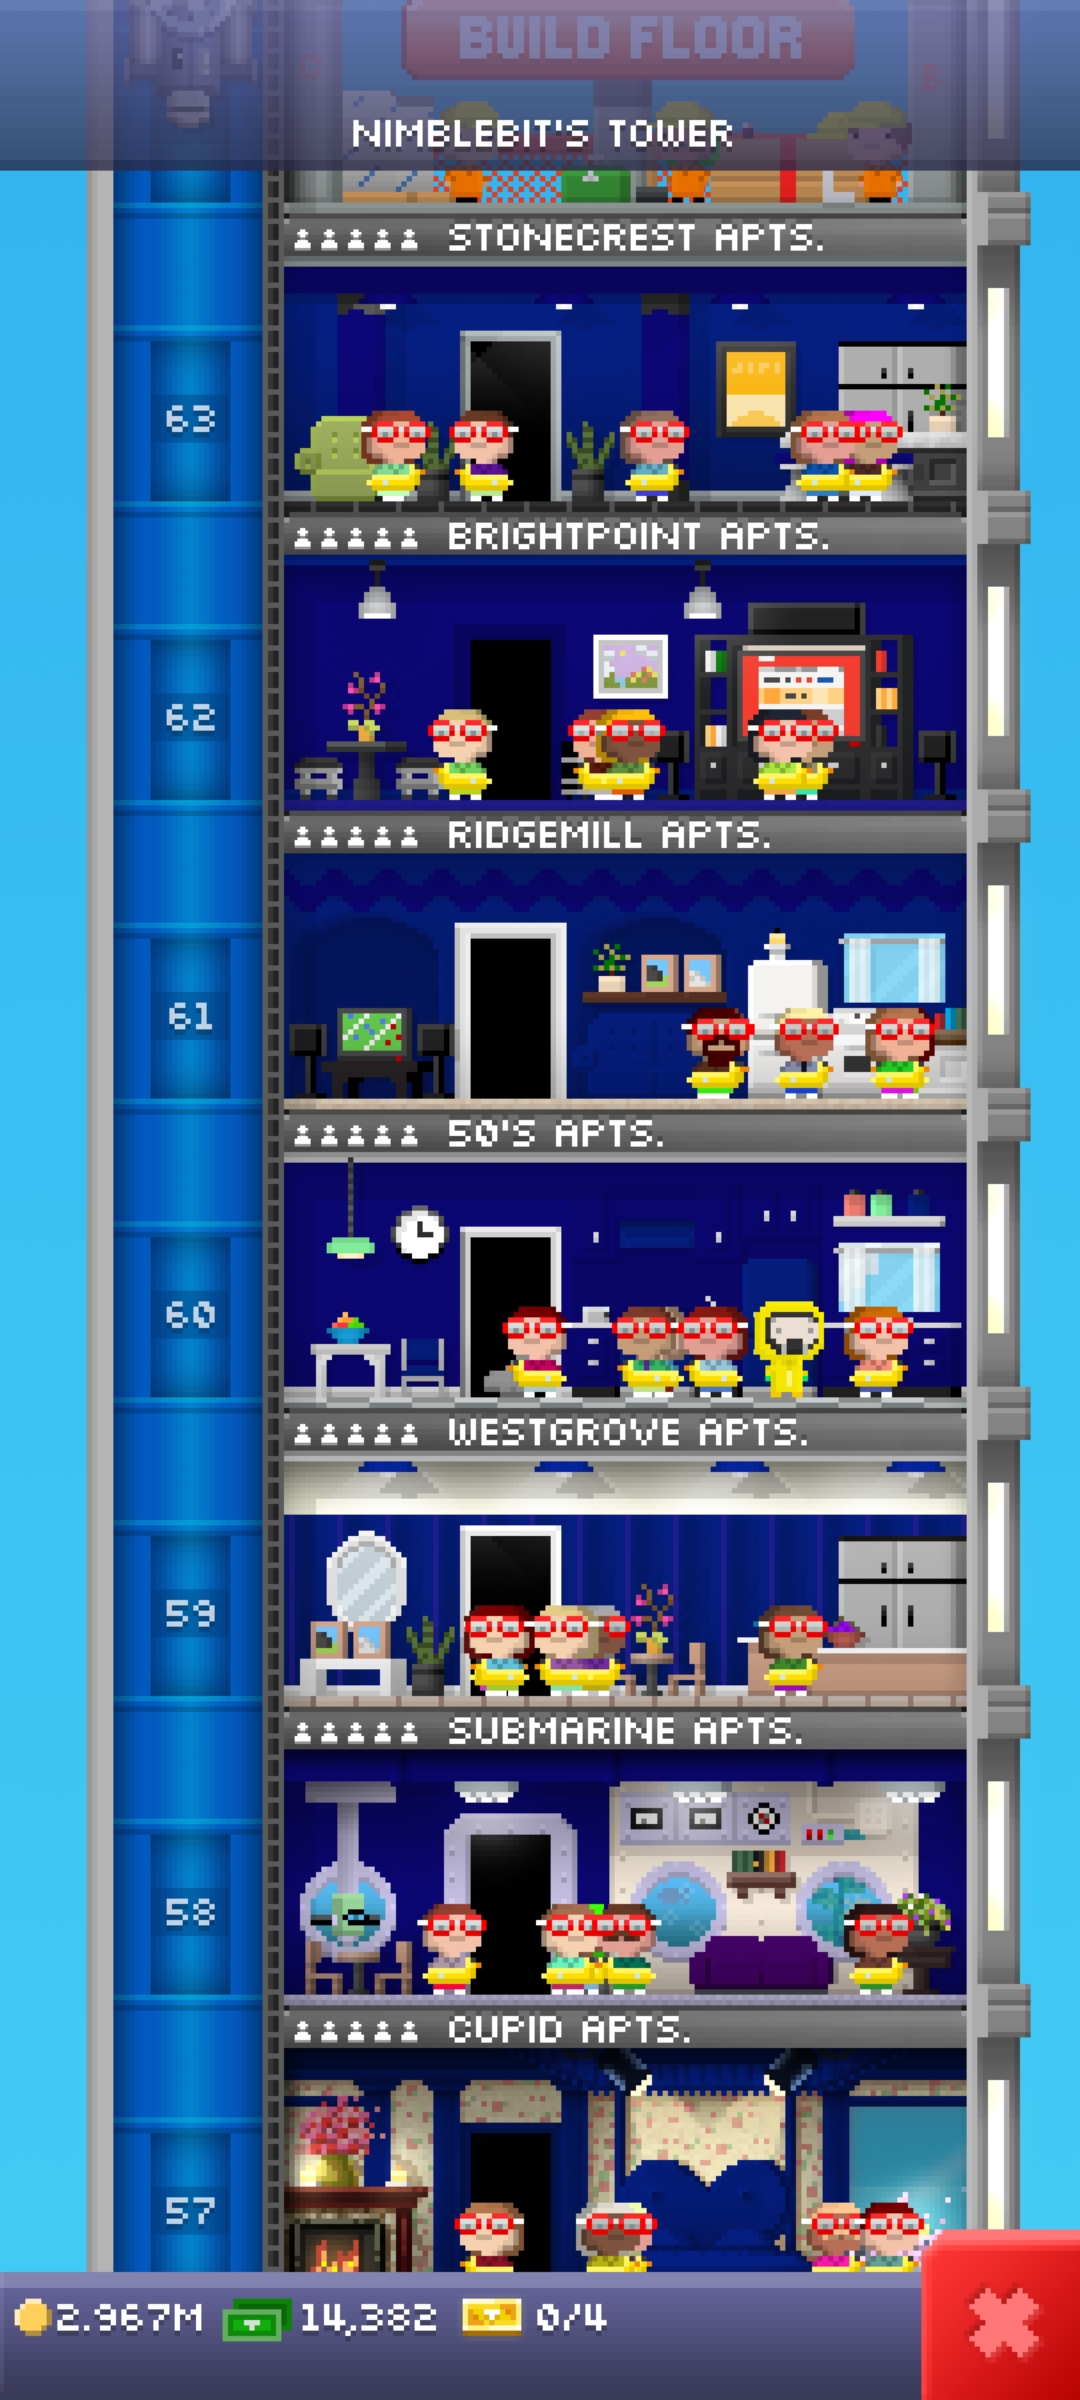 BUILD FLOOR
NIMBLEBIT'S TOWER
STONECREST APTS.
63
BRIGHTPOINT APTS.
62
RIDGEMILL APTS.
61
50'S APTS.
60
WESTGROVE APTS.
59
SUBMARINE APTS.
58
CUPID APTS.
57
2.967M 14,382 0/4